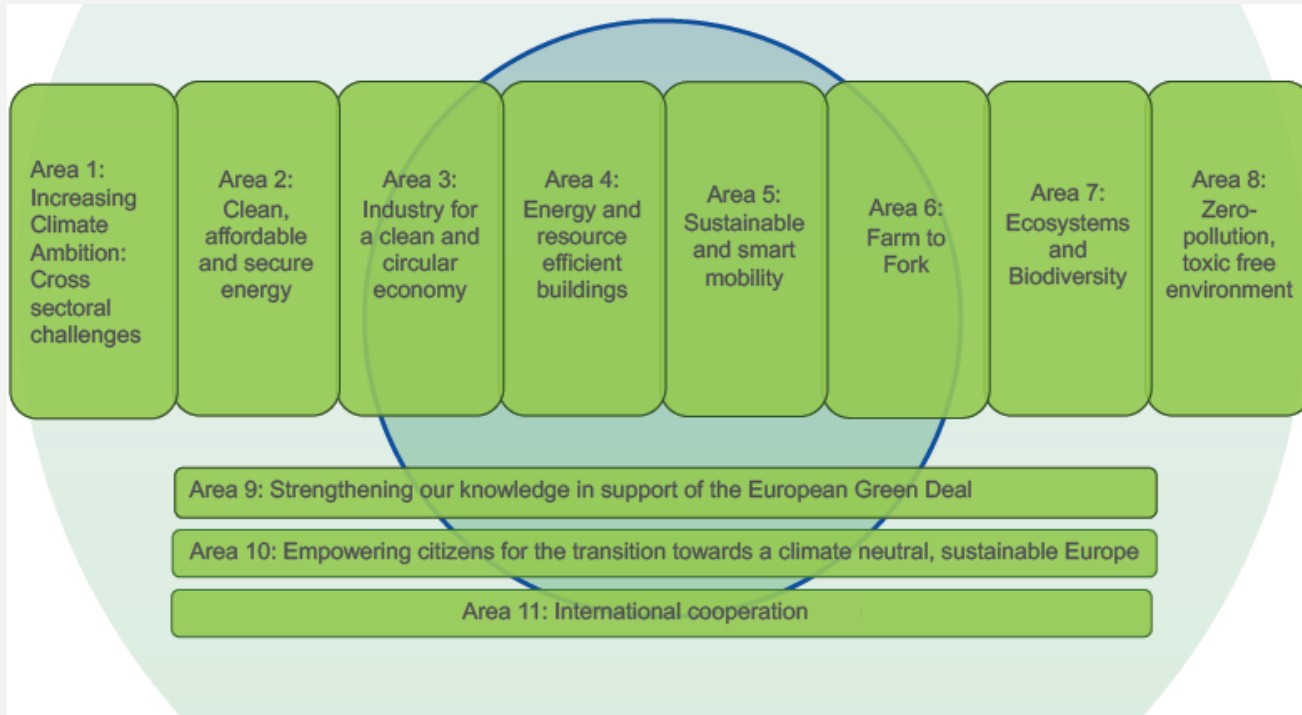 Area 1:
Increasing
Climate
Ambition:
Cross
sectoral
challenges
Area 2:
Clean,
affordable
and secure
energy
Area 3:
Industry for
a clean and
circular
economy
Area 4:
Energy and
resource
efficient
buildings
Area 5:
Sustainable
and smart
mobility
Area 6:
Farm to
Fork
Area 7:
Ecosystems
and
Biodiversity
Area 8:
Zero-
pollution,
toxic free
environment
Area 9: Strengthening our knowledge in support of the European Green Deal
Area 10: Empowering citizens for the transition towards a climate neutral, sustainable Europe
Area 11: International cooperation